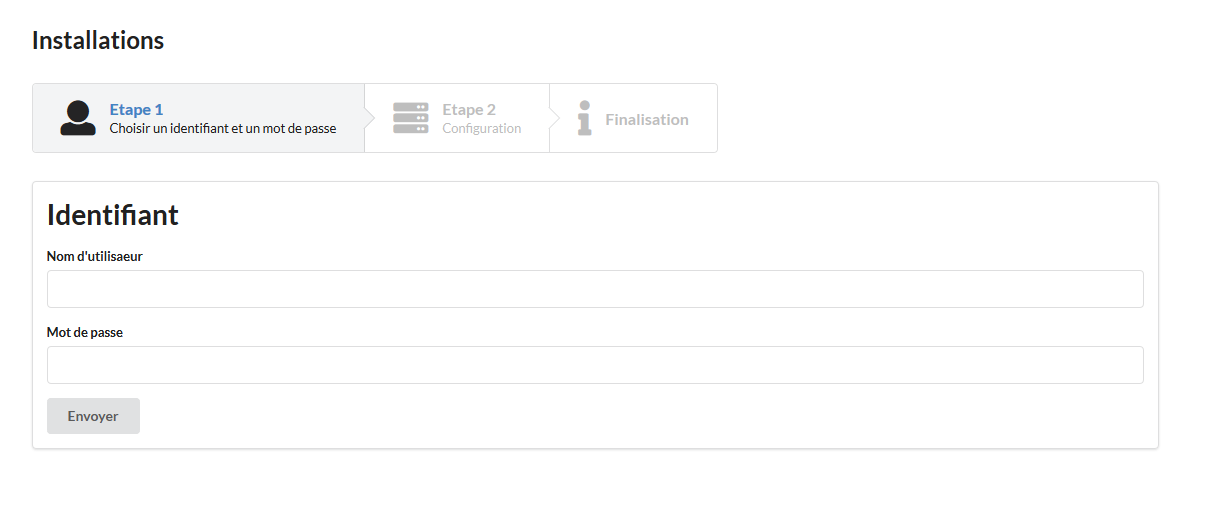 Installations
Etape 1
Choisir un identifiant et un mot de passe
Etape 2
Configuration
Finalisation
Identifiant
Nom d'utilisaeur
Mot de passe
Envoyer